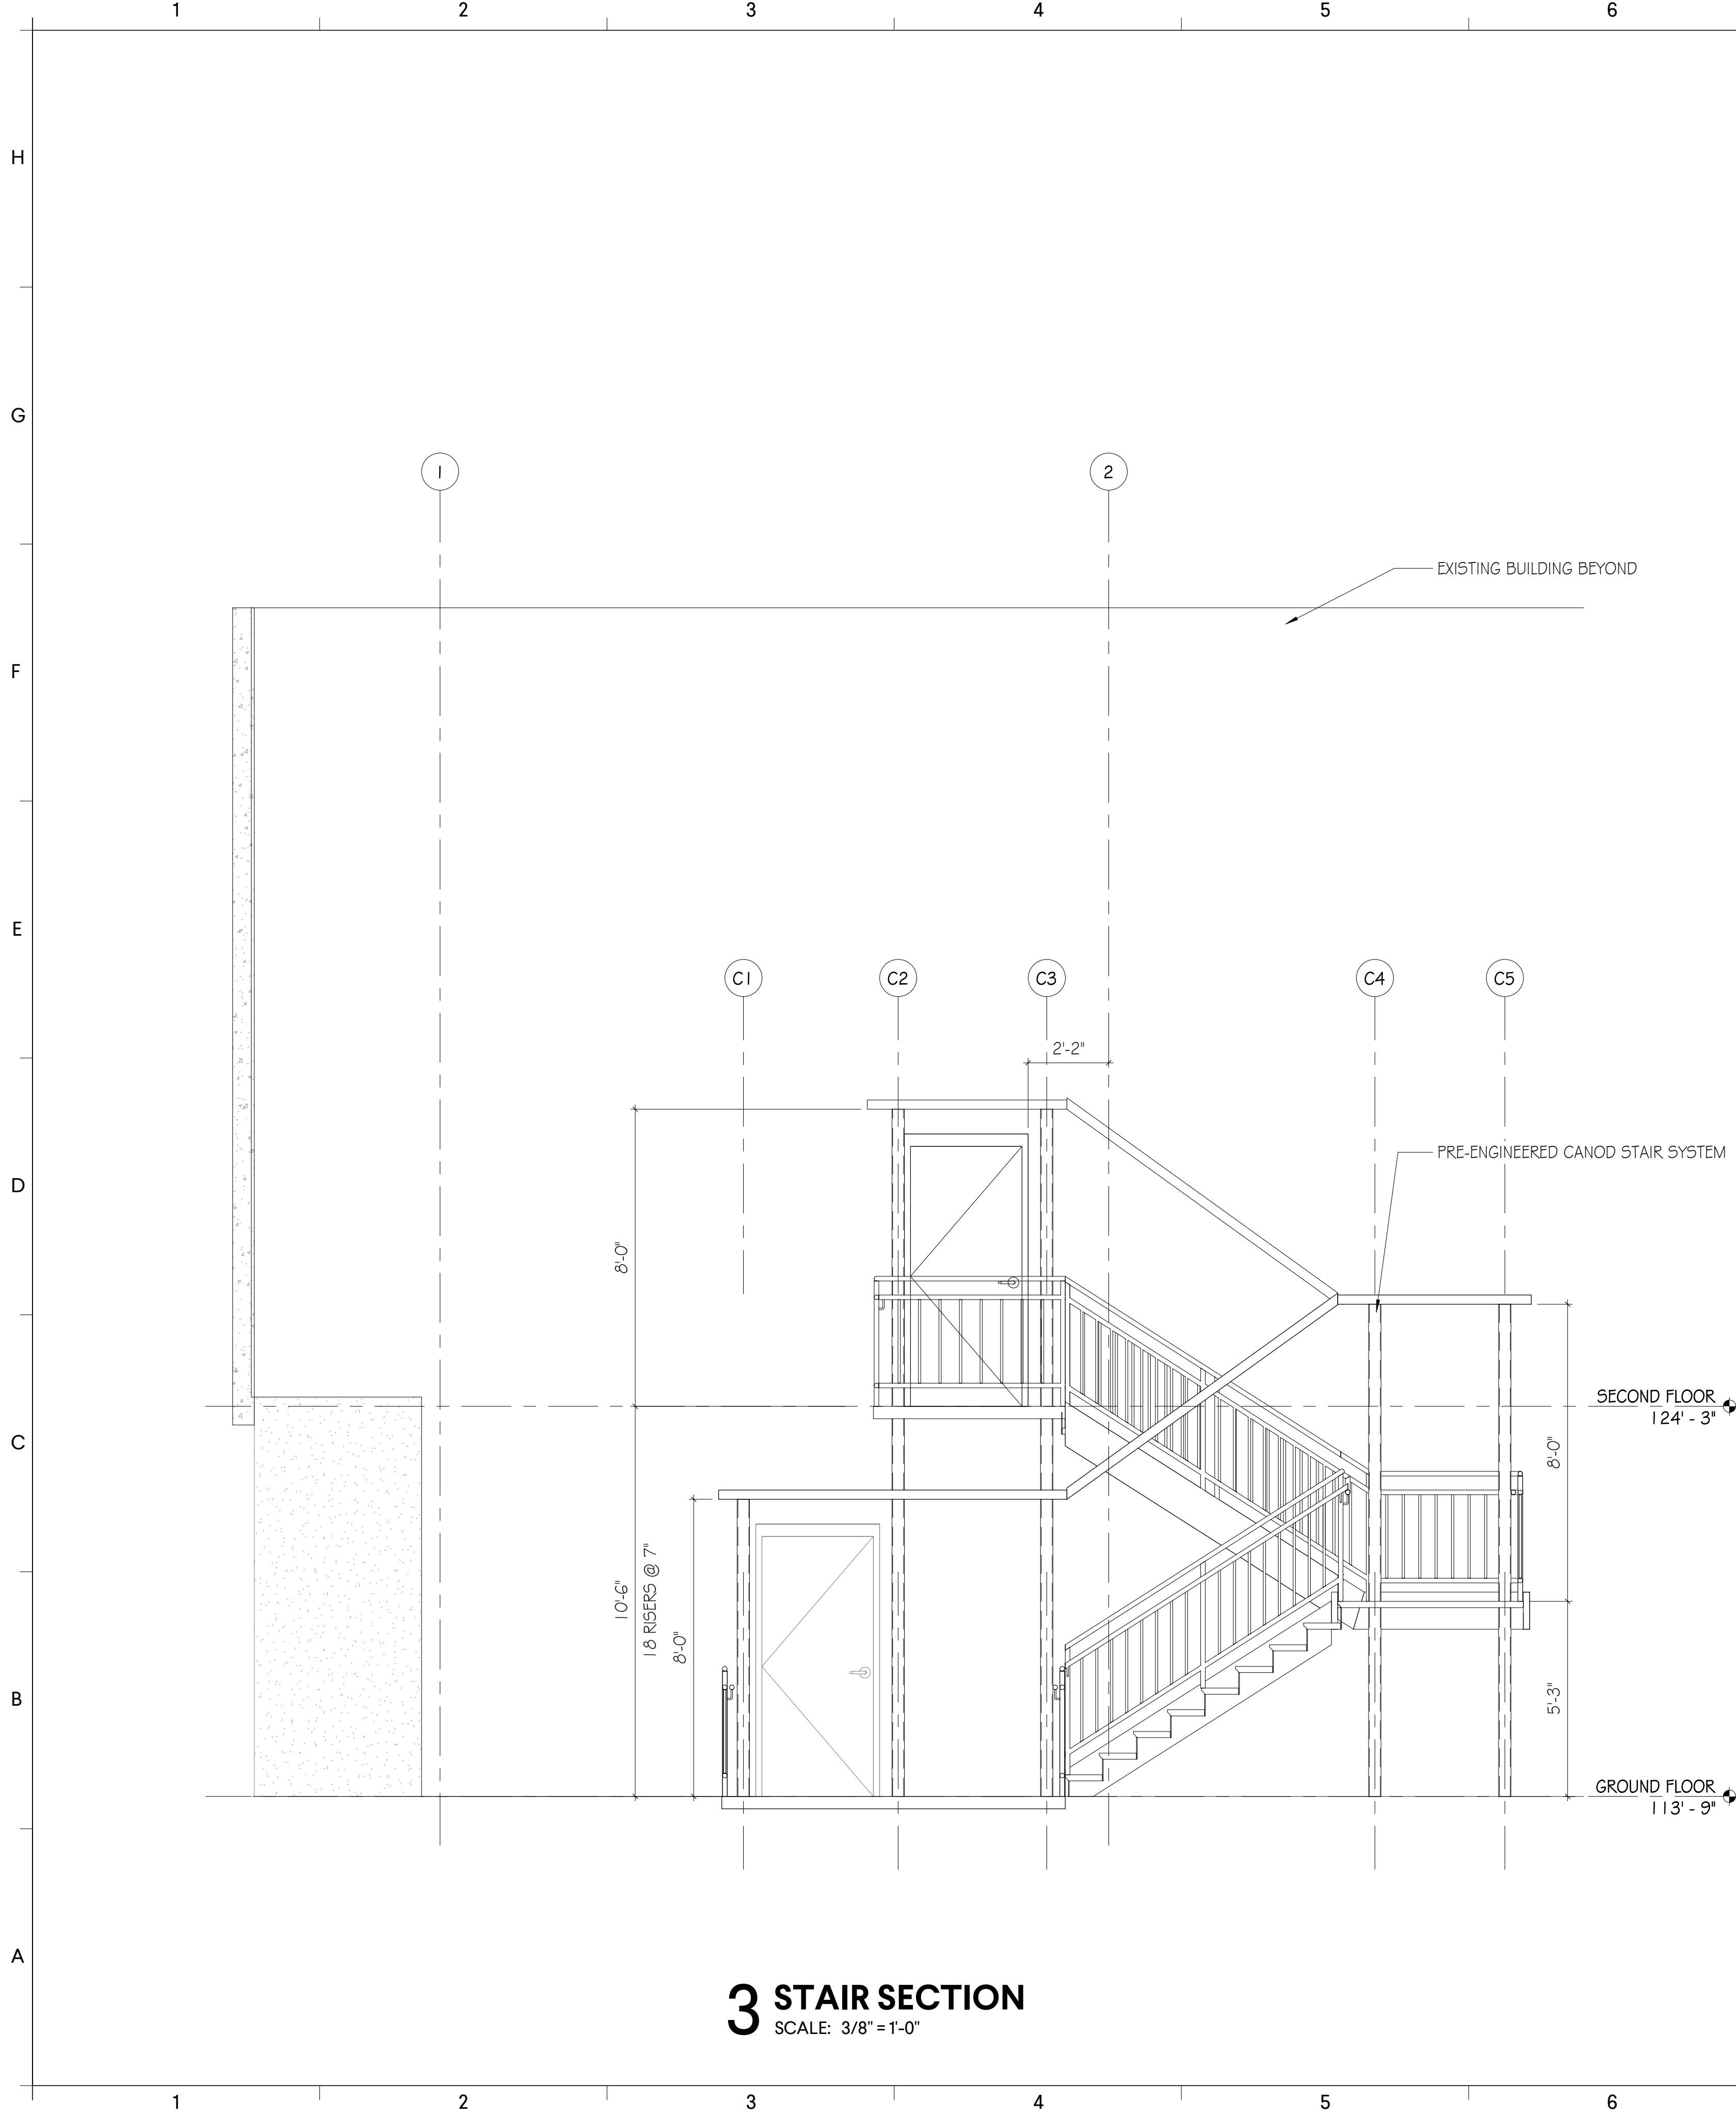 1 2 3 4 5 6
H
G
1 2
EXISTING BUILDING BEYOND
F
E
C1 C2 C3 C4 C5
2'-2"
PRE-ENGINEERED CANOD STAIR SYSTEM
D
8'-0"
SECOND FLOOR
124' - 3"
C
8'-0"
10'-6"
18 RISERS @ 7"
8'-0"
B
5'-3"
GROUND FLOOR
113' - 9"
A
3 STAIR SECTION
SCALE: 3/8" = 1'-0"
1 2 3 4 5 6